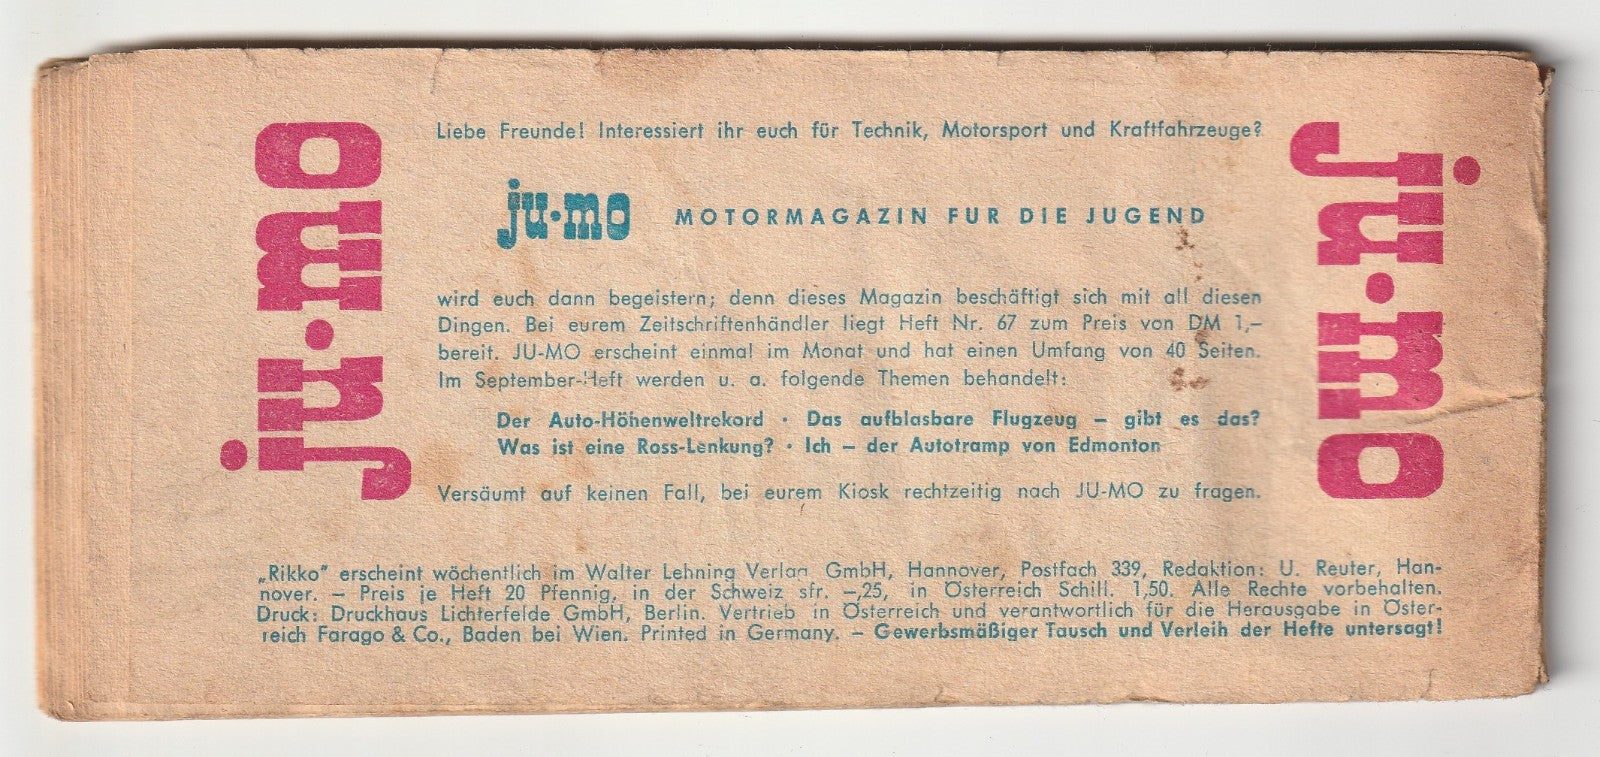 ju·mo
Liebe Freunde! Interessiert ihr euch für Technik, Motorsport und Kraftfahrzeuge?
ju·mo MOTORMAGAZIN FUR DIE JUGEND
wird euch dann begeistern; denn dieses Magazin beschäftigt sich mit all diesen
Dingen. Bei eurem Zeitschriftenhändler liegt Heft Nr. 67 zum Preis von DM 1,–
bereit. JU-MO erscheint einmal im Monat und hat einen Umfang von 40 Seiten.
Im September-Heft werden u. a. folgende Themen behandelt:
Der Auto-Höhenweltrekord · Das aufblasbare Flugzeug – gibt es das?
Was ist eine Ross-Lenkung? · Ich – der Autotramp von Edmonton
Versäumt auf keinen Fall, bei eurem Kiosk rechtzeitig nach JU-MO zu fragen.
ju·mo
„Rikko" erscheint wöchentlich im Walter Lehning Verlag GmbH, Hannover, Postfach 339, Redaktion: U. Reuter, Han-
nover. – Preis je Heft 20 Pfennig, in der Schweiz sfr. –,25, in Österreich Schill. 1,50. Alle Rechte vorbehalten.
Druck: Druckhaus Lichterfelde GmbH, Berlin. Vertrieb in Österreich und verantwortlich für die Herausgabe in Öster-
reich Farago & Co., Baden bei Wien. Printed in Germany. – Gewerbsmäßiger Tausch und Verleih der Hefte untersagt!